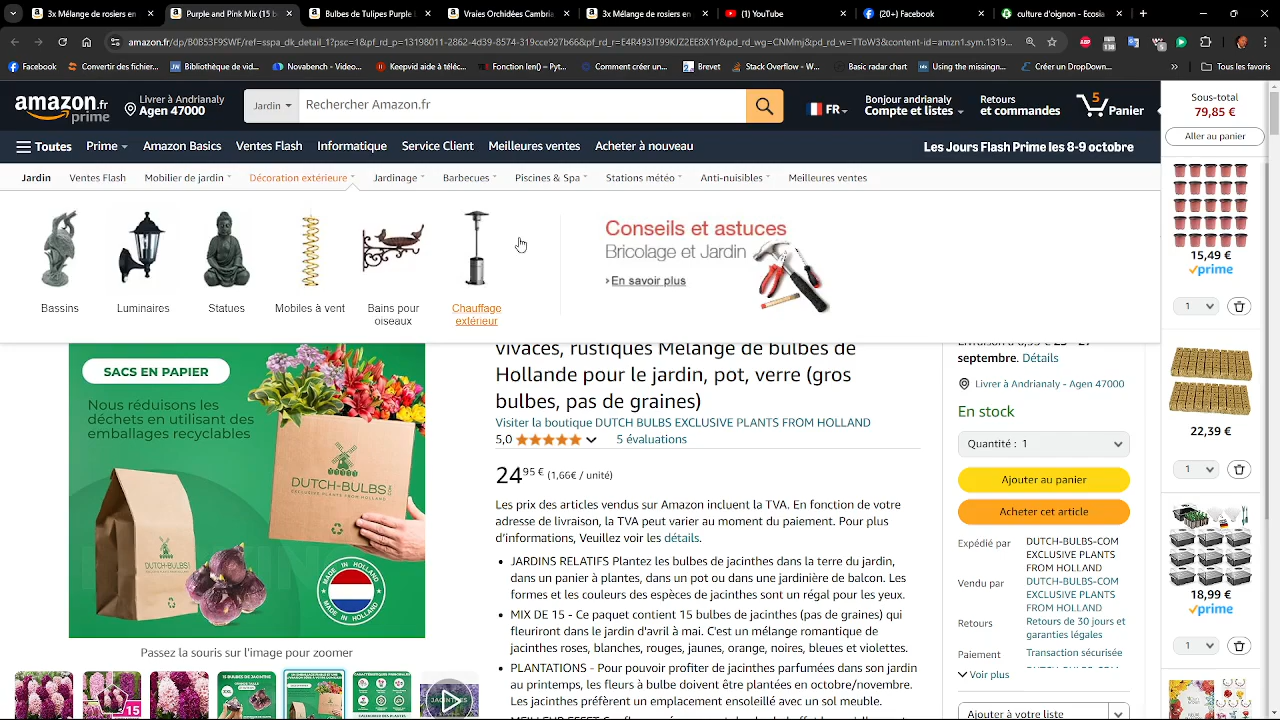 3x Mélange de rosiers en
Purple and Pink Mix (15 b
Bulbes de Tulipes Purple
Vraies Orchidées Cambria
3x Mélange de rosiers en
(1) YouTube
(20+) Facebook
culture d'oignon - Ecosia
amazon.fr/dp/B0B53F9SWF/ref=sspa_dk_detail_1?psc=1&pf_rd_p=13198011-2862-4d39-8574-319cce927b66&pf_rd_r=E4R493JT99KJZ2EE8X1Y&pd_rd_wg=CNMmj&pd_rd_w=TToW3&content-id=amzn1.sym.1319...
Facebook
Convertir des fichier...
Bibliothèque de vid...
Novabench - Video...
Keepvid aide à téléc...
Fonction (len() — Pyt...
Comment créer un...
Brevet
Stack Overflow - W...
Basic radar chart
Using the missingn...
Créer un DropDown...
Tous les favoris
amazon.fr
prime
Livrer à Andrianaly
Agen 47000
Jardin
Rechercher Amazon.fr
FR
Bonjour andrianaly
Compte et listes
Retours
et commandes
5
Panier
Sous-total
79,85 €
Aller au panier
Toutes
Prime
Amazon Basics
Ventes Flash
Informatique
Service Client
Meilleures ventes
Acheter à nouveau
Les Jours Flash Prime les 8-9 octobre
Jardin
Ventes Flash
Mobilier de jardin
Décoration extérieure
Jardinage
Barbecues
Piscines & Spa
Stations météo
Anti-nuisibles
Meilleures ventes
Bassins
Luminaires
Statues
Mobiles à vent
Bains pour
oiseaux
Chauffage
extérieur
Conseils et astuces
Bricolage et Jardin
›En savoir plus
15,49 €
prime
1
22,39 €
1
18,99 €
prime
1
SACS EN PAPIER
Nous réduisons les
déchets en utilisant des
emballages recyclables
DUTCH-BULBS.COM
EXCLUSIVE PLANTS FROM HOLLAND
MADE IN HOLLAND
MADE IN HOLLAND
Passez la souris sur l'image pour zoomer
15
JACINTHES
vivaces, rustiques Mélange de bulbes de
Hollande pour le jardin, pot, verre (gros
bulbes, pas de graines)
Visiter la boutique DUTCH BULBS EXCLUSIVE PLANTS FROM HOLLAND
5,0
5 évaluations
24,95 € (1,66€ / unité)
Les prix des articles vendus sur Amazon incluent la TVA. En fonction de votre
adresse de livraison, la TVA peut varier au moment du paiement. Pour plus
d'informations, Veuillez voir les détails.
• JARDINS RELATIFS Plantez les bulbes de jacinthes dans la terre du jardin,
dans un panier à plantes, dans un pot ou dans une jardinière de balcon. Les
formes et les couleurs des espèces de jacinthes sont un régal pour les yeux.
• MIX DE 15 - Ce paquet contient 15 bulbes de jacinthes (pas de graines) qui
fleuriront dans le jardin d'avril à mai. C'est un mélange romantique de
jacinthes roses, blanches, rouges, jaunes, orange, noires, bleues et violettes.
• PLANTATIONS - Pour pouvoir profiter de jacinthes parfumées dans son jardin
au printemps, les fleurs à bulbe doivent être plantées en octobre/novembre.
Les jacinthes préfèrent un emplacement ensoleillé avec un sol meuble.
septembre. Détails
Livrer à Andrianaly - Agen 47000
En stock
Quantité : 1
Ajouter au panier
Acheter cet article
Expédié par
DUTCH-BULBS-COM
EXCLUSIVE PLANTS
FROM HOLLAND
Vendu par
DUTCH-BULBS-COM
EXCLUSIVE PLANTS
FROM HOLLAND
Retours
Retours de 30 jours et
garanties légales
Paiement
Transaction sécurisée
Voir plus
Ajouter à votre liste